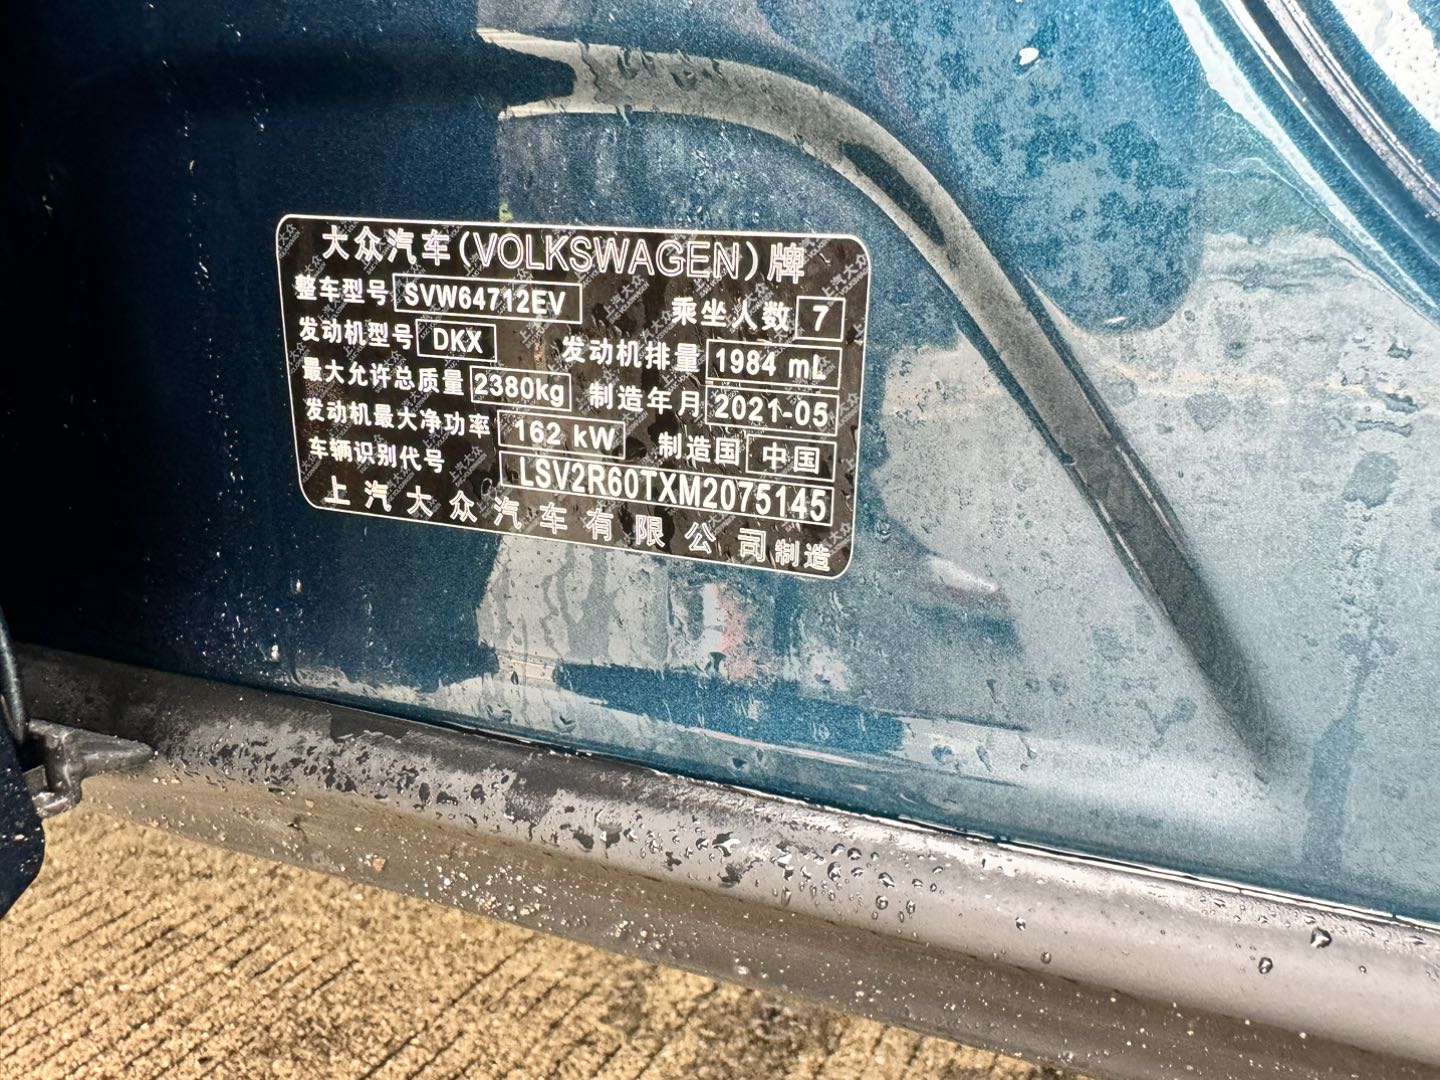 大众汽车(VOLKSWAGEN)牌
整车型号 SVW64712EV 乘坐人数 7
发动机型号 DKX 发动机排量 1984 mL
最大允许总质量 2380kg 制造年月 2021-05
发动机最大净功率 162 kW 制造国 中国
车辆识别代号 LSV2R60TXM2075145
上汽大众汽车有限公司制造